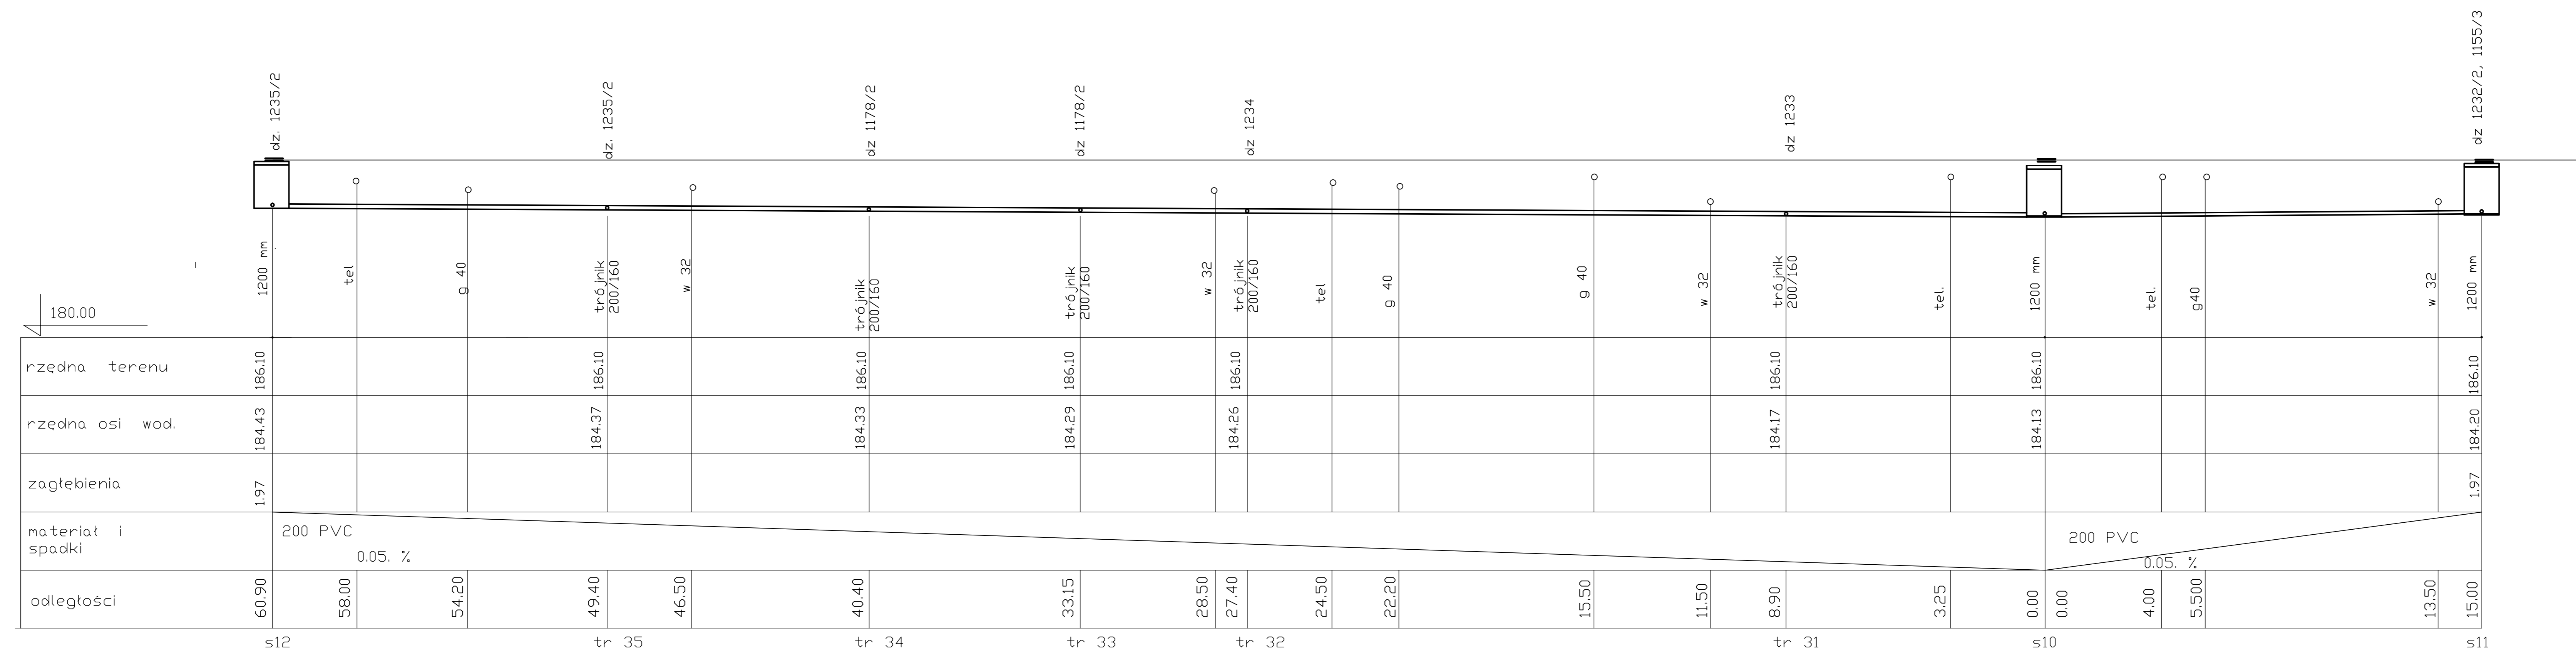 dz. 1235/2
dz. 1235/2
dz 1178/2
dz 1178/2
dz 1234
dz 1233
dz 1232/2, 1155/3
1200 mm
tel
g 40
trójnik
200/160
w 32
trójnik
200/160
trójnik
200/160
w 32
trójnik
200/160
tel
g 40
g 40
w 32
trójnik
200/160
tel.
1200 mm
tel.
g40
w 32
1200 mm
180.00
rzędna terenu
186.10
186.10
186.10
186.10
186.10
186.10
186.10
186.10
rzędna osi wod.
184.43
184.37
184.33
184.29
184.26
184.17
184.13
184.20
zagłębienia
1.97
1.97
materiał i
spadki
200 PVC
0.05. %
200 PVC
0.05. %
odległości
60.90
58.00
54.20
49.40
46.50
40.40
33.15
28.50
27.40
24.50
22.20
15.50
11.50
8.90
3.25
0.00
0.00
4.00
5.500
13.50
15.00
s12
tr 35
tr 34
tr 33
tr 32
tr 31
s10
s11